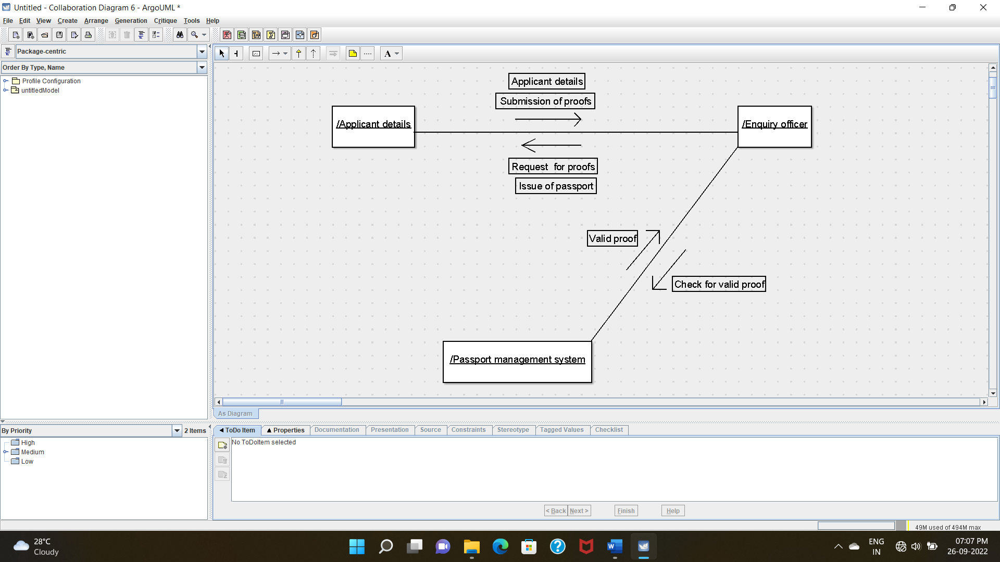 Untitled - Collaboration Diagram 6 - ArgoUML *
File Edit View Create Arrange Generation Critique Tools Help
Package-centric
Order By Type, Name
Profile Configuration
untitledModel
A
Applicant details
Submission of proofs
/Applicant details
/Enquiry officer
Request  for proofs
Issue of passport
Valid proof
Check for valid proof
/Passport management system
As Diagram
By Priority
2 Items
High
Medium
Low
ToDo Item Properties Documentation Presentation Source Constraints Stereotype Tagged Values Checklist
No ToDoItem selected
< Back Next > Finish Help
49M used of 494M max
28°C
Cloudy
ENG
IN
07:07 PM
26-09-2022